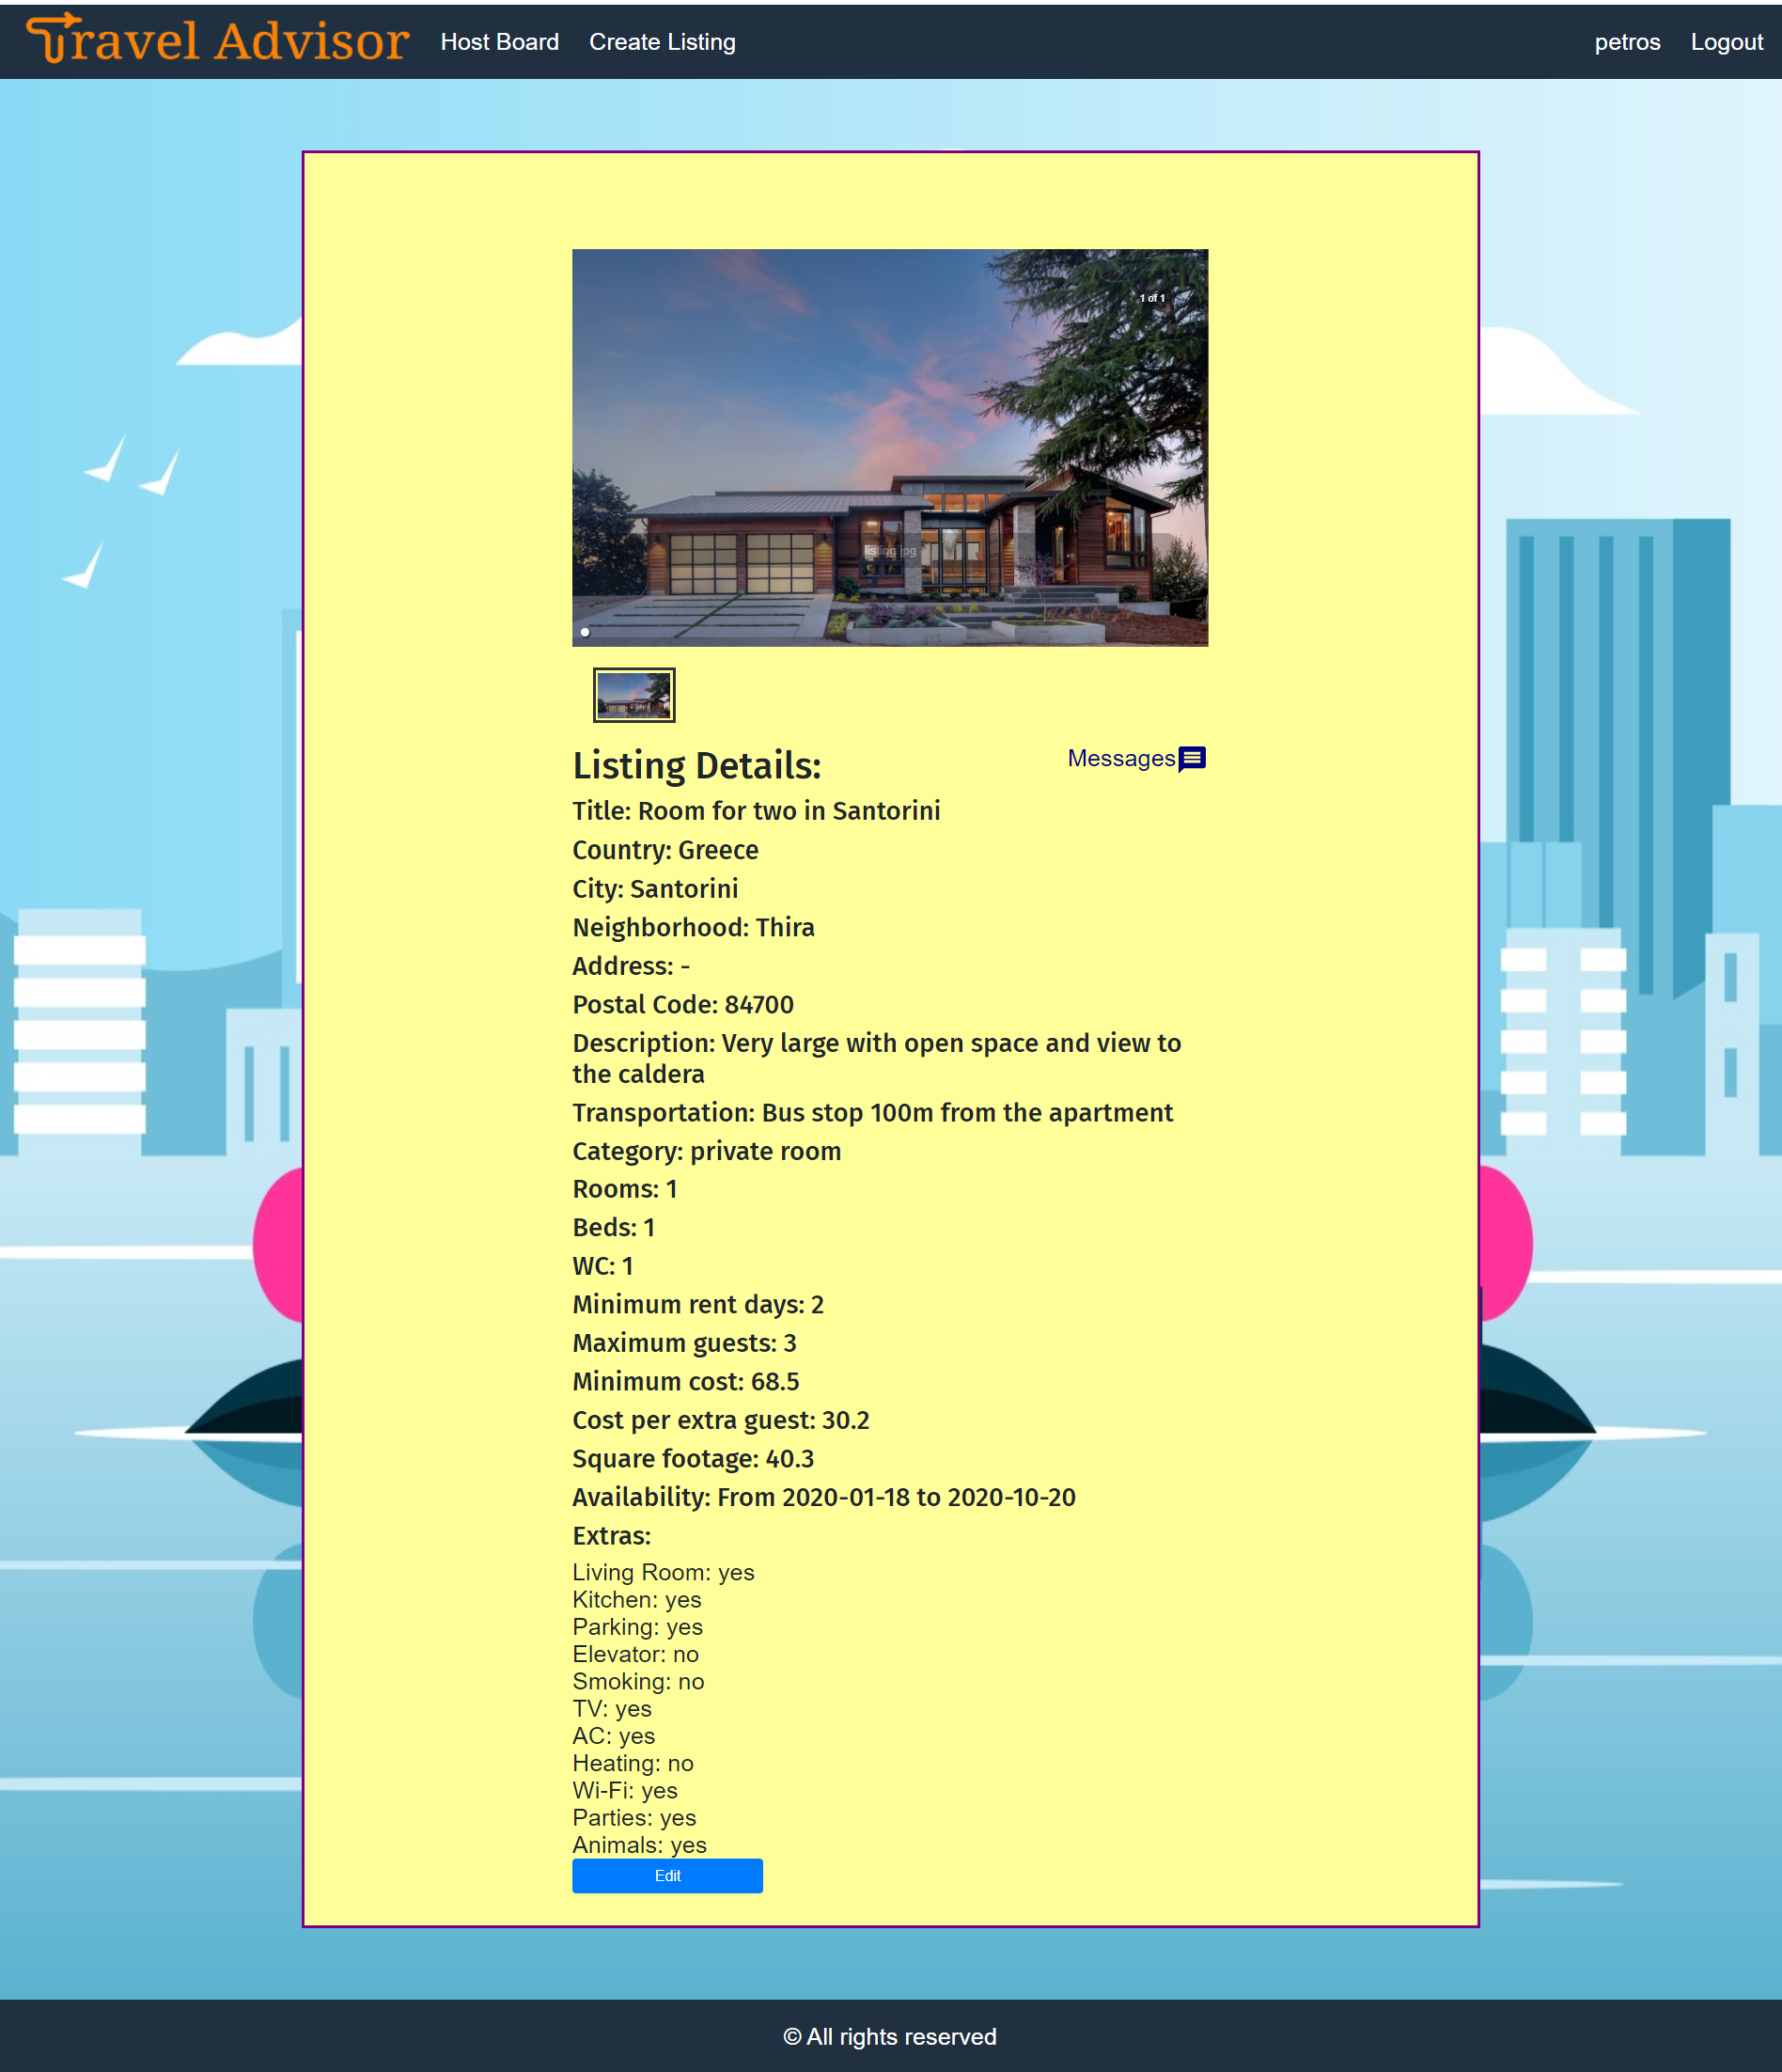 Travel Advisor Host Board Create Listing petros Logout
1 of 1
listing.jpg
Listing Details: Messages
Title: Room for two in Santorini
Country: Greece
City: Santorini
Neighborhood: Thira
Address: -
Postal Code: 84700
Description: Very large with open space and view to
the caldera
Transportation: Bus stop 100m from the apartment
Category: private room
Rooms: 1
Beds: 1
WC: 1
Minimum rent days: 2
Maximum guests: 3
Minimum cost: 68.5
Cost per extra guest: 30.2
Square footage: 40.3
Availability: From 2020-01-18 to 2020-10-20
Extras:
Living Room: yes
Kitchen: yes
Parking: yes
Elevator: no
Smoking: no
TV: yes
AC: yes
Heating: no
Wi-Fi: yes
Parties: yes
Animals: yes
Edit
© All rights reserved